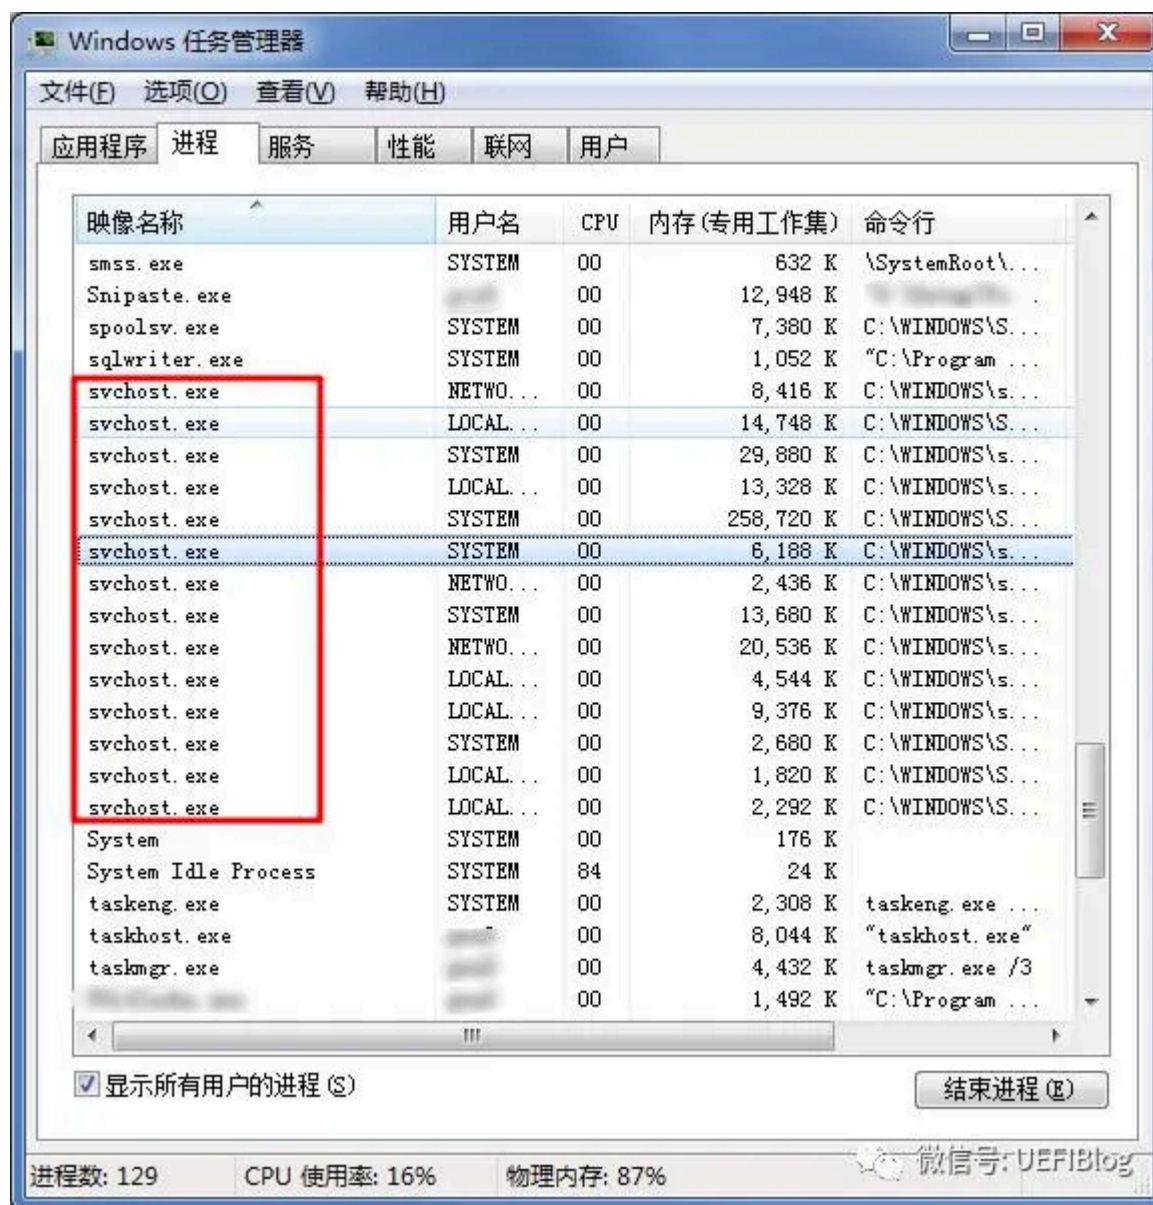 Windows 任务管理器
文件(F) 选项(O) 查看(V) 帮助(H)
应用程序 进程 服务 性能 联网 用户
映像名称 用户名 CPU 内存(专用工作集) 命令行
smss.exe SYSTEM 00 632 K \SystemRoot\...
Snipaste.exe 00 12,948 K
spoolsv.exe SYSTEM 00 7,380 K C:\WINDOWS\S...
sqlwriter.exe SYSTEM 00 1,052 K "C:\Program ...
svchost.exe NETWO... 00 8,416 K C:\WINDOWS\s...
svchost.exe LOCAL... 00 14,748 K C:\WINDOWS\S...
svchost.exe SYSTEM 00 29,880 K C:\WINDOWS\s...
svchost.exe LOCAL... 00 13,328 K C:\WINDOWS\s...
svchost.exe SYSTEM 00 258,720 K C:\WINDOWS\S...
svchost.exe SYSTEM 00 6,188 K C:\WINDOWS\s...
svchost.exe NETWO... 00 2,436 K C:\WINDOWS\s...
svchost.exe SYSTEM 00 13,680 K C:\WINDOWS\s...
svchost.exe NETWO... 00 20,536 K C:\WINDOWS\s...
svchost.exe LOCAL... 00 4,544 K C:\WINDOWS\s...
svchost.exe LOCAL... 00 9,376 K C:\WINDOWS\s...
svchost.exe SYSTEM 00 2,680 K C:\WINDOWS\S...
svchost.exe LOCAL... 00 1,820 K C:\WINDOWS\S...
svchost.exe LOCAL... 00 2,292 K C:\WINDOWS\S...
System SYSTEM 00 176 K
System Idle Process SYSTEM 84 24 K
taskeng.exe SYSTEM 00 2,308 K taskeng.exe ...
taskhost.exe 00 8,044 K "taskhost.exe"
taskmgr.exe 00 4,432 K taskmgr.exe /3
00 1,492 K "C:\Program ...
显示所有用户的进程(S) 结束进程(E)
进程数: 129 CPU 使用率: 16% 物理内存: 87%
微信号: UEFIBlog